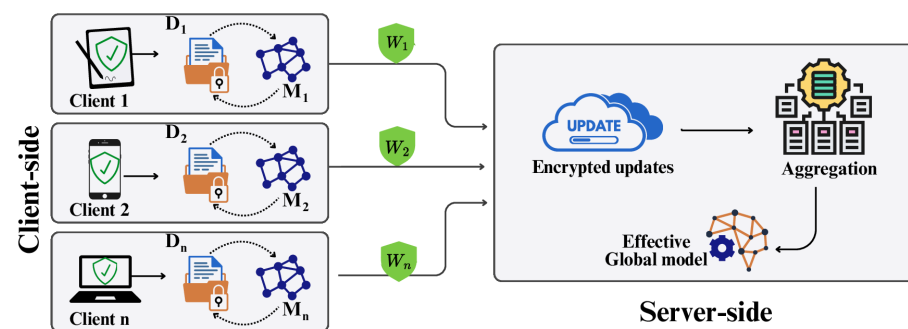 Client-side
D1
Client 1
M1
W1
D2
Client 2
M2
W2
Dn
Client n
Mn
Wn
UPDATE
Encrypted updates
Aggregation
Effective
Global model
Server-side